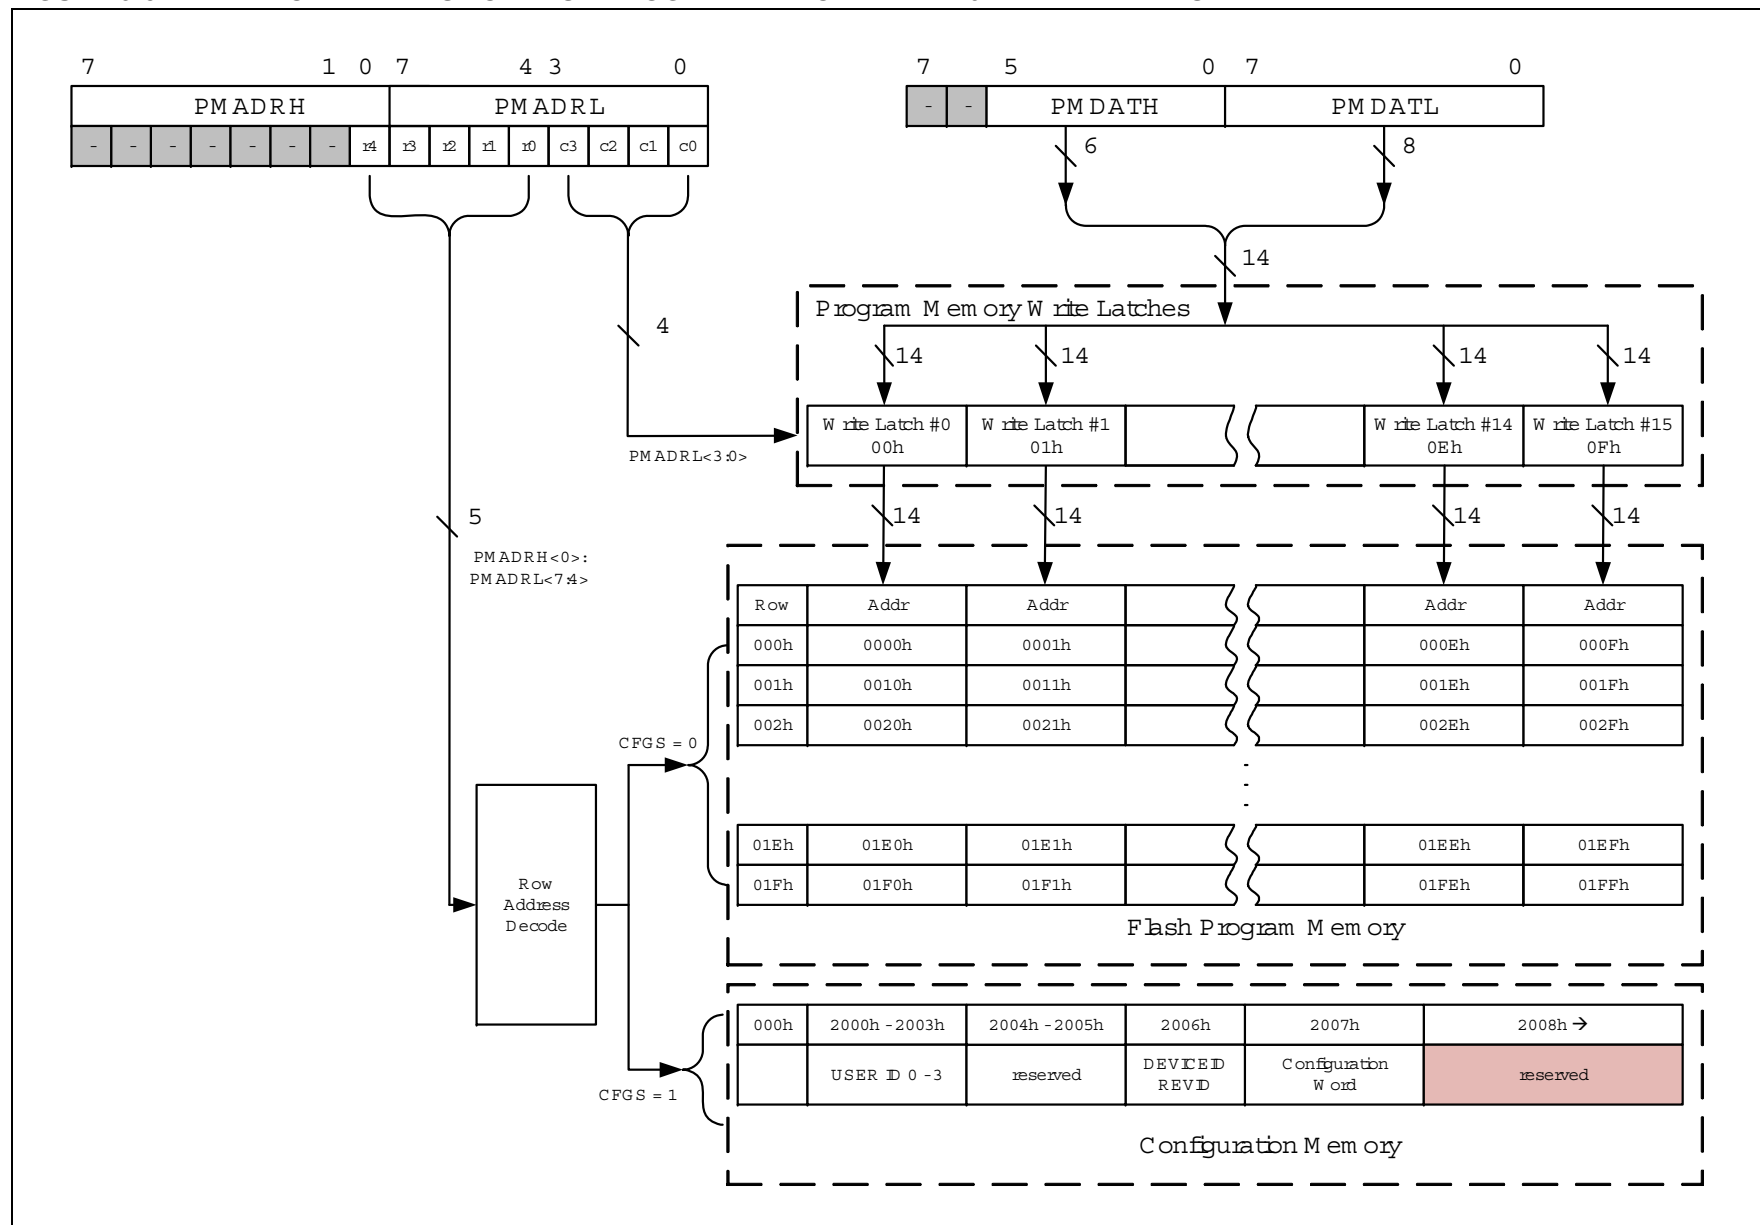 7 1 0 7 4 3 0
PMADRH PMADRL
- - - - - - - r4 r3 r2 r1 r0 c3 c2 c1 c0
7 5 0 7 0
- - PMDATH PMDATL
6 8
14
4
PMADRL<3:0>
5
PMADRH<0>:
PMADRL<7:4>
Program Memory Write Latches
14 14 14 14
Write Latch #0 Write Latch #1 Write Latch #14 Write Latch #15
00h 01h 0Eh 0Fh
14 14 14 14
Row Addr Addr Addr Addr
000h 0000h 0001h 000Eh 000Fh
001h 0010h 0011h 001Eh 001Fh
002h 0020h 0021h 002Eh 002Fh
CFGS = 0
01Eh 01E0h 01E1h 01EEh 01EFh
01Fh 01F0h 01F1h 01FEh 01FFh
Flash Program Memory
Row
Address
Decode
000h 2000h - 2003h 2004h - 2005h 2006h 2007h 2008h →
USER ID 0 - 3 reserved DEVICEID Configuration reserved
REVID Word
CFGS = 1
Configuration Memory